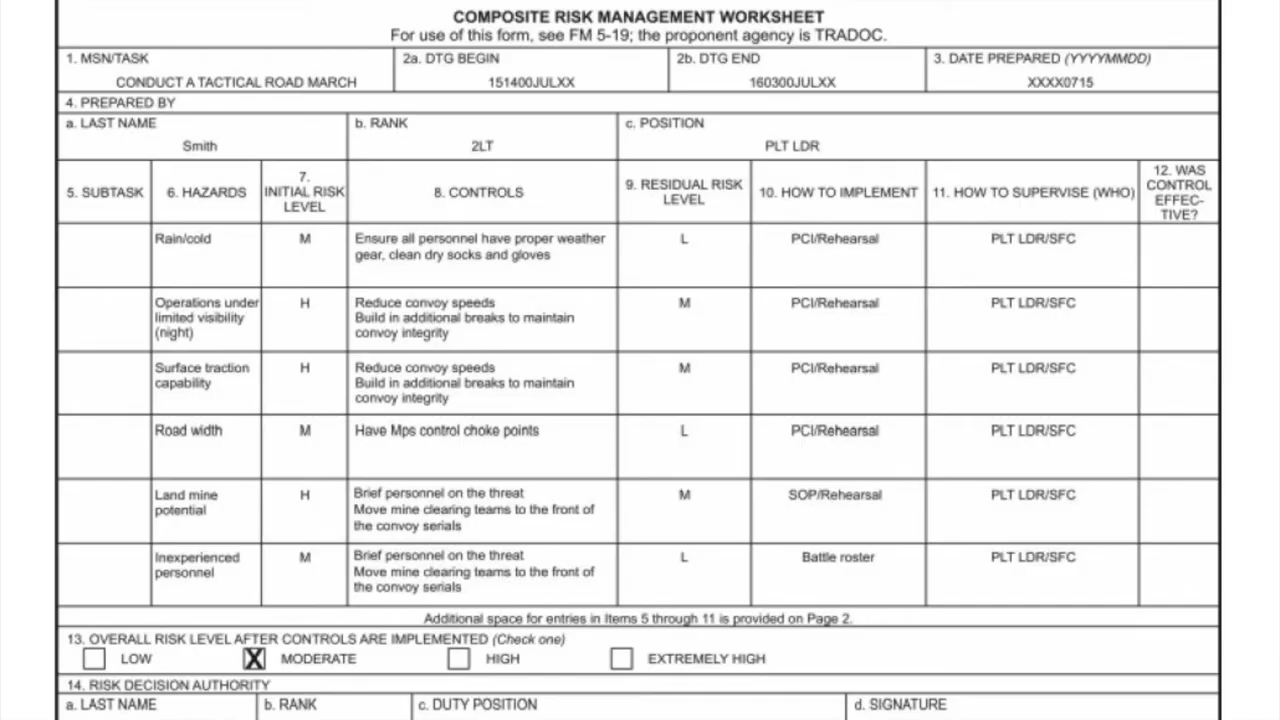 COMPOSITE RISK MANAGEMENT WORKSHEET
For use of this form, see FM 5-19; the proponent agency is TRADOC.
1. MSN/TASK
CONDUCT A TACTICAL ROAD MARCH
2a. DTG BEGIN
151400JULXX
2b. DTG END
160300JULXX
3. DATE PREPARED (YYYYMMDD)
XXXX0715
4. PREPARED BY
a. LAST NAME
Smith
b. RANK
2LT
c. POSITION
PLT LDR
5. SUBTASK
6. HAZARDS
7.
INITIAL RISK
LEVEL
8. CONTROLS
9. RESIDUAL RISK
LEVEL
10. HOW TO IMPLEMENT
11. HOW TO SUPERVISE (WHO)
12. WAS
CONTROL
EFFEC-
TIVE?
Rain/cold
M
Ensure all personnel have proper weather
gear, clean dry socks and gloves
L
PCI/Rehearsal
PLT LDR/SFC
Operations under
limited visibility
(night)
H
Reduce convoy speeds
Build in additional breaks to maintain
convoy integrity
M
PCI/Rehearsal
PLT LDR/SFC
Surface traction
capability
H
Reduce convoy speeds
Build in additional breaks to maintain
convoy integrity
M
PCI/Rehearsal
PLT LDR/SFC
Road width
M
Have Mps control choke points
L
PCI/Rehearsal
PLT LDR/SFC
Land mine
potential
H
Brief personnel on the threat
Move mine clearing teams to the front of
the convoy serials
M
SOP/Rehearsal
PLT LDR/SFC
Inexperienced
personnel
M
Brief personnel on the threat
Move mine clearing teams to the front of
the convoy serials
L
Battle roster
PLT LDR/SFC
Additional space for entries in Items 5 through 11 is provided on Page 2.
13. OVERALL RISK LEVEL AFTER CONTROLS ARE IMPLEMENTED (Check one)
LOW
X MODERATE
HIGH
EXTREMELY HIGH
14. RISK DECISION AUTHORITY
a. LAST NAME
b. RANK
c. DUTY POSITION
d. SIGNATURE